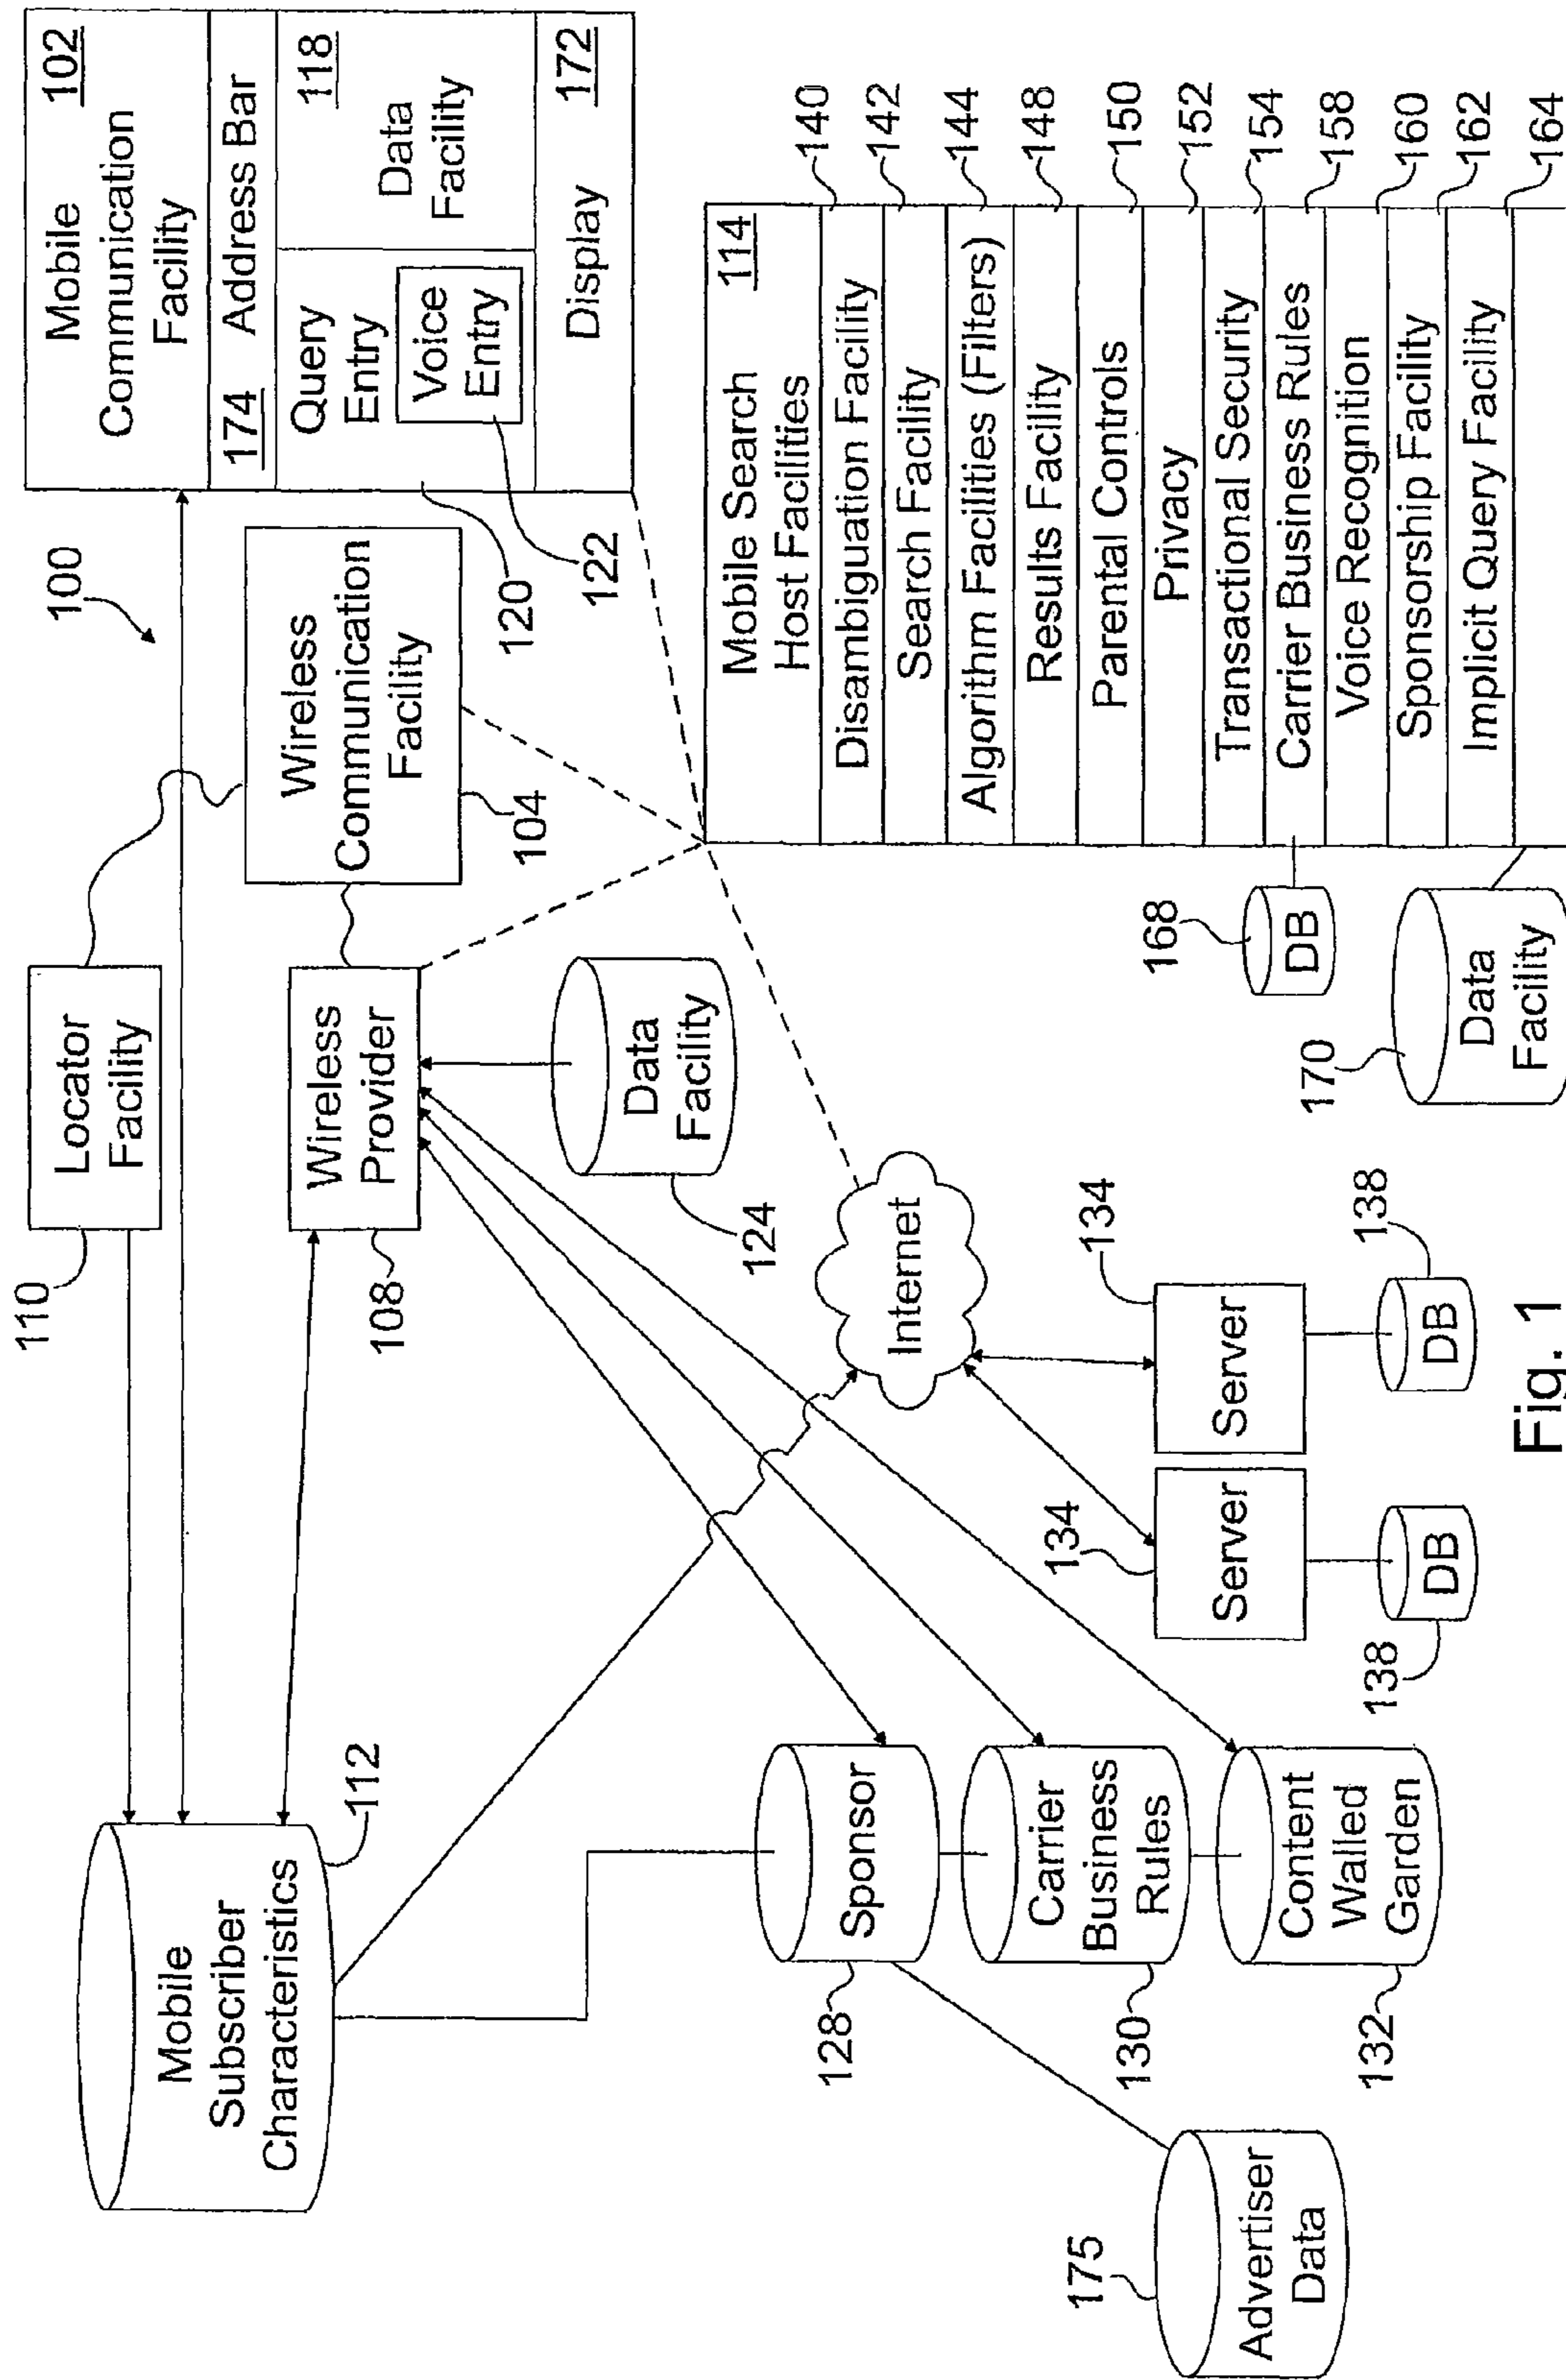 100
110
Locator
Facility
Mobile
Subscriber
Characteristics
112
Wireless
Provider
108
Data
Facility
124
Wireless
Communication
Facility
104
Mobile 102
Communication
Facility
174 Address Bar
Query
Entry
Voice
Entry
118
Data
Facility
Display 172
120
122
Sponsor
128
Carrier
Business
Rules
130
Content
Walled
Garden
132
Advertiser
Data
175
Internet
Server
134
DB
138
Server
134
DB
138
Mobile Search 114
Host Facilities
Disambiguation Facility 140
Search Facility 142
Algorithm Facilities (Filters) 144
Results Facility 148
Parental Controls 150
Privacy 152
Transactional Security 154
Carrier Business Rules 158
Voice Recognition 160
Sponsorship Facility 162
Implicit Query Facility 164
168
DB
170
Data
Facility
Fig. 1